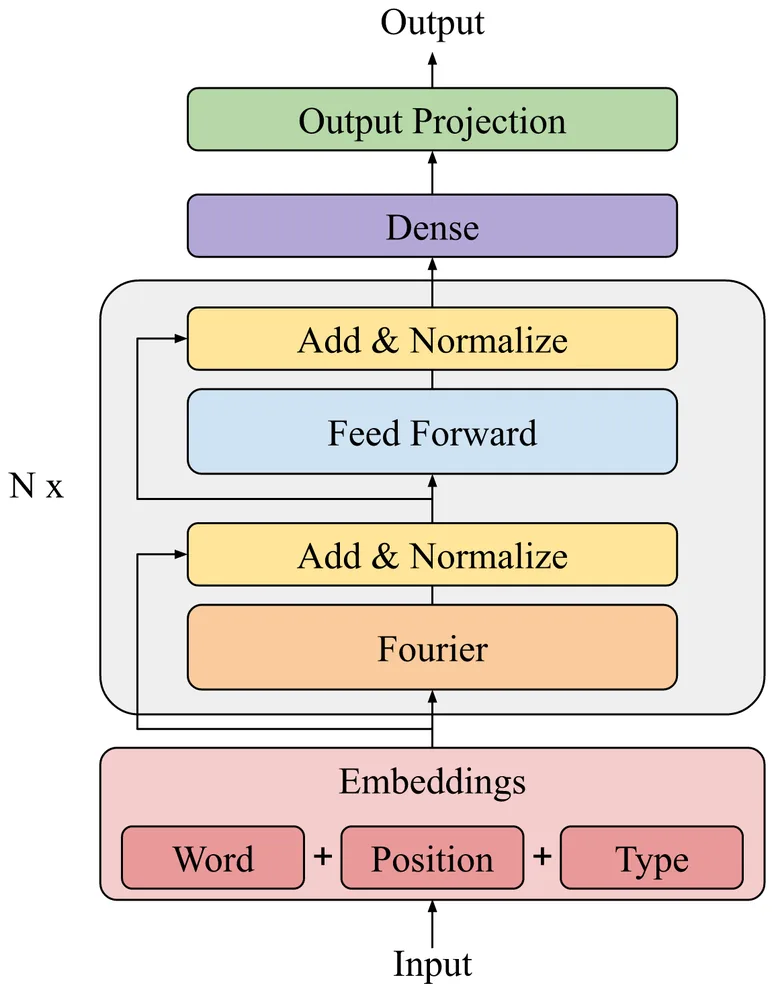 Output
Output Projection
Dense
Add & Normalize
Feed Forward
N x
Add & Normalize
Fourier
Embeddings
Word + Position + Type
Input